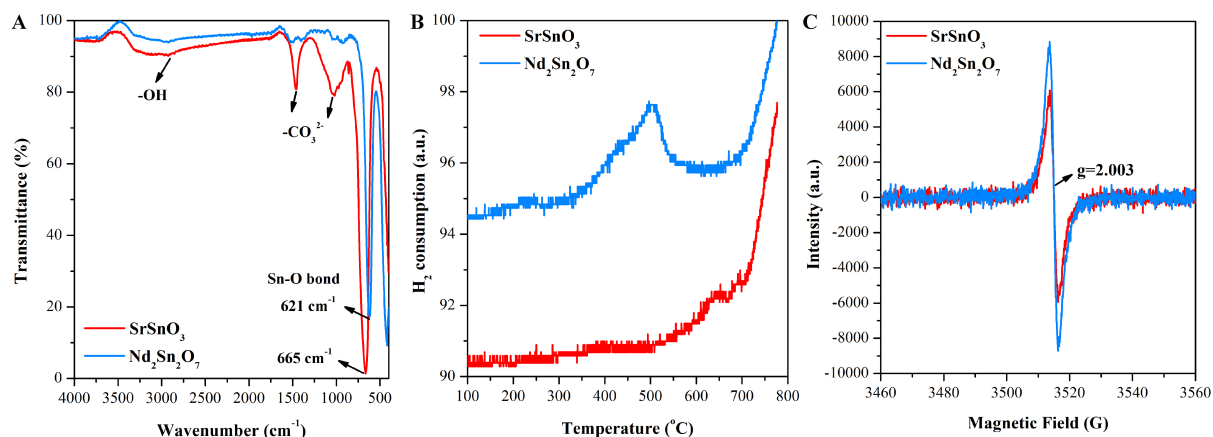 A
Transmittance (%)
100
80
60
40
20
0
-OH
-CO₃²⁻
Sn-O bond
621 cm⁻¹
665 cm⁻¹
SrSnO₃
Nd₂Sn₂O₇
4000 3500 3000 2500 2000 1500 1000 500
Wavenumber (cm⁻¹)
B
SrSnO₃
Nd₂Sn₂O₇
H₂ consumption (a.u.)
100
98
96
94
92
90
100 200 300 400 500 600 700 800
Temperature (°C)
C
SrSnO₃
Nd₂Sn₂O₇
g=2.003
Intensity (a.u.)
10000
8000
6000
4000
2000
0
-2000
-4000
-6000
-8000
-10000
3460 3480 3500 3520 3540 3560
Magnetic Field (G)